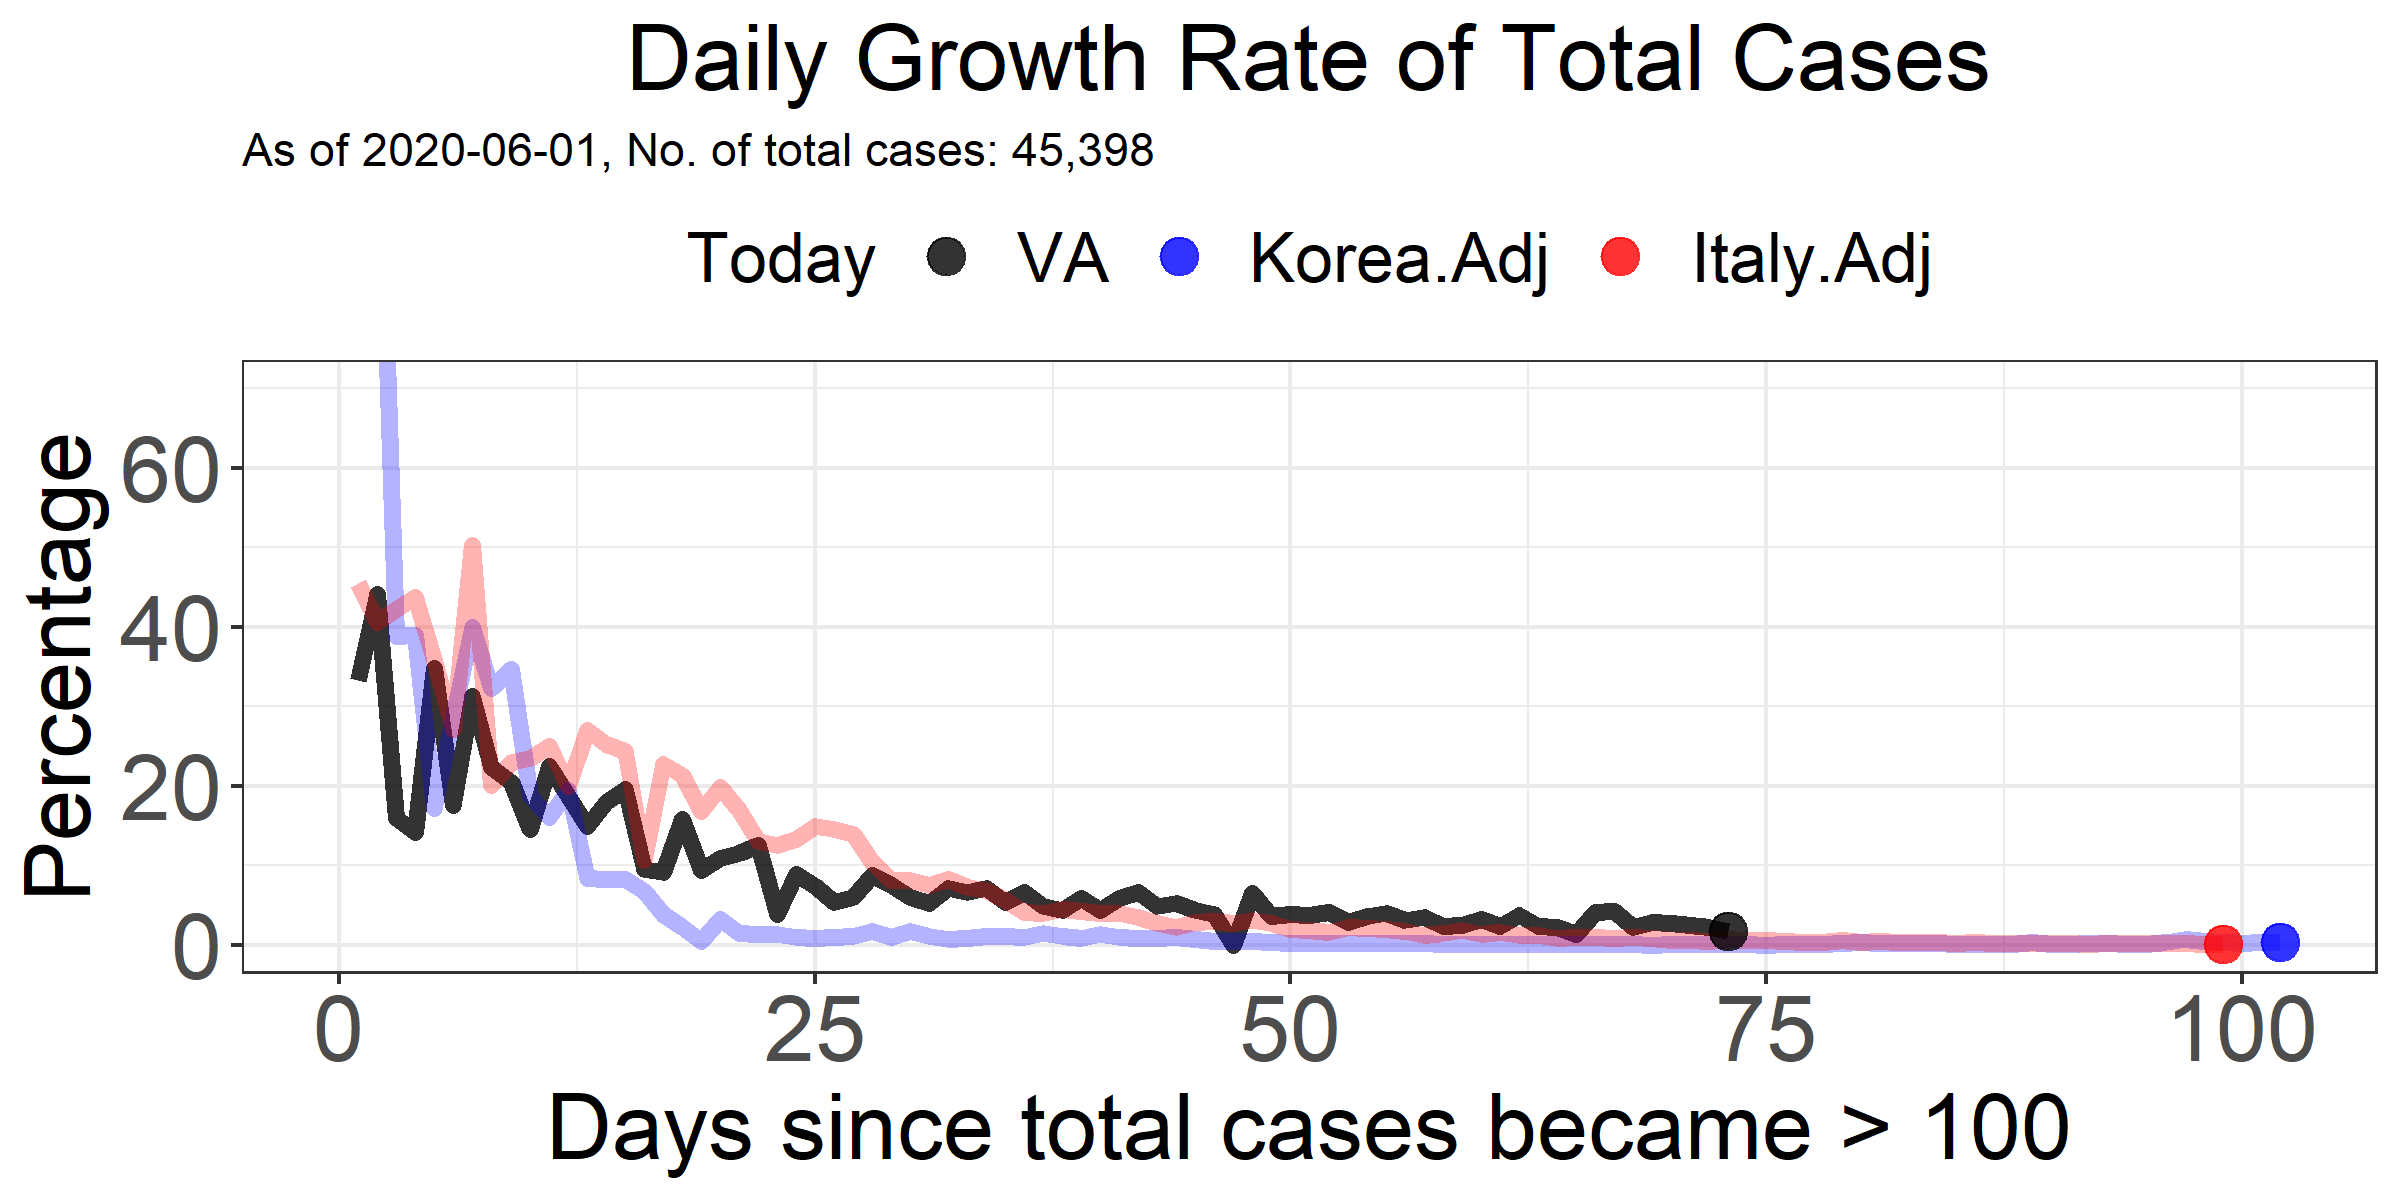 Daily Growth Rate of Total Cases
As of 2020-06-01, No. of total cases: 45,398
Today VA Korea.Adj Italy.Adj
Percentage
60
40
20
0
0 25 50 75 100
Days since total cases became > 100